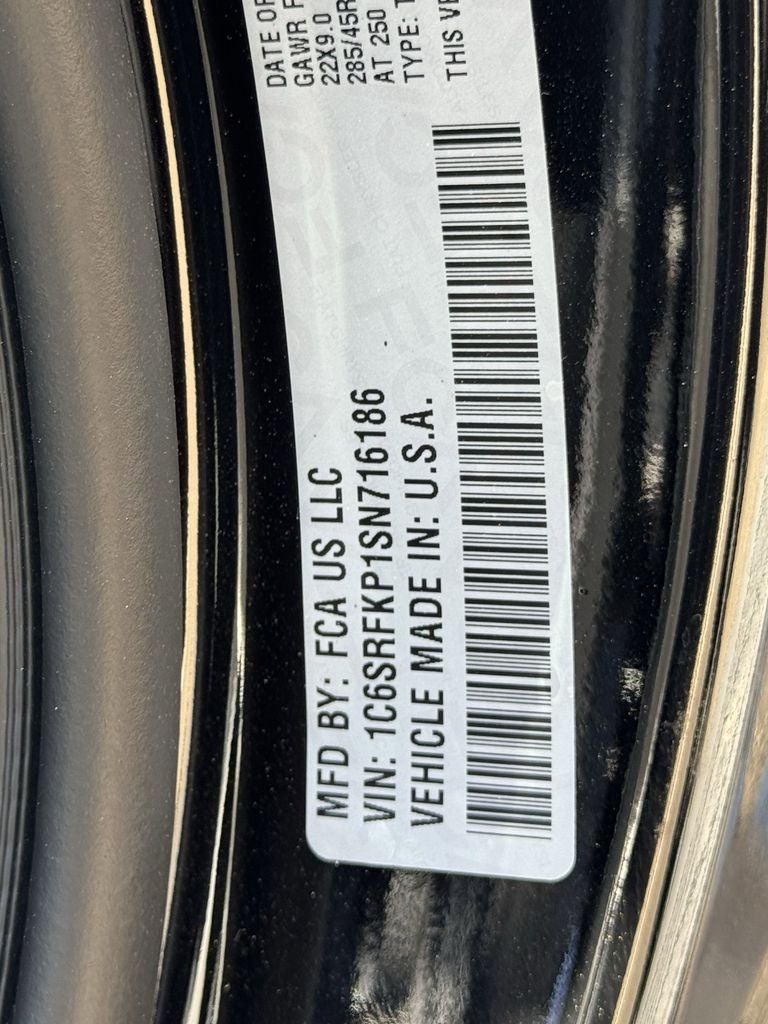 MFD BY: FCA US LLC
VIN: 1C6SRFKP1SN716186
VEHICLE MADE IN: U.S.A.
DATE OF
GAWR F
22X9.0
285/45R
AT 250
TYPE: T
THIS VE